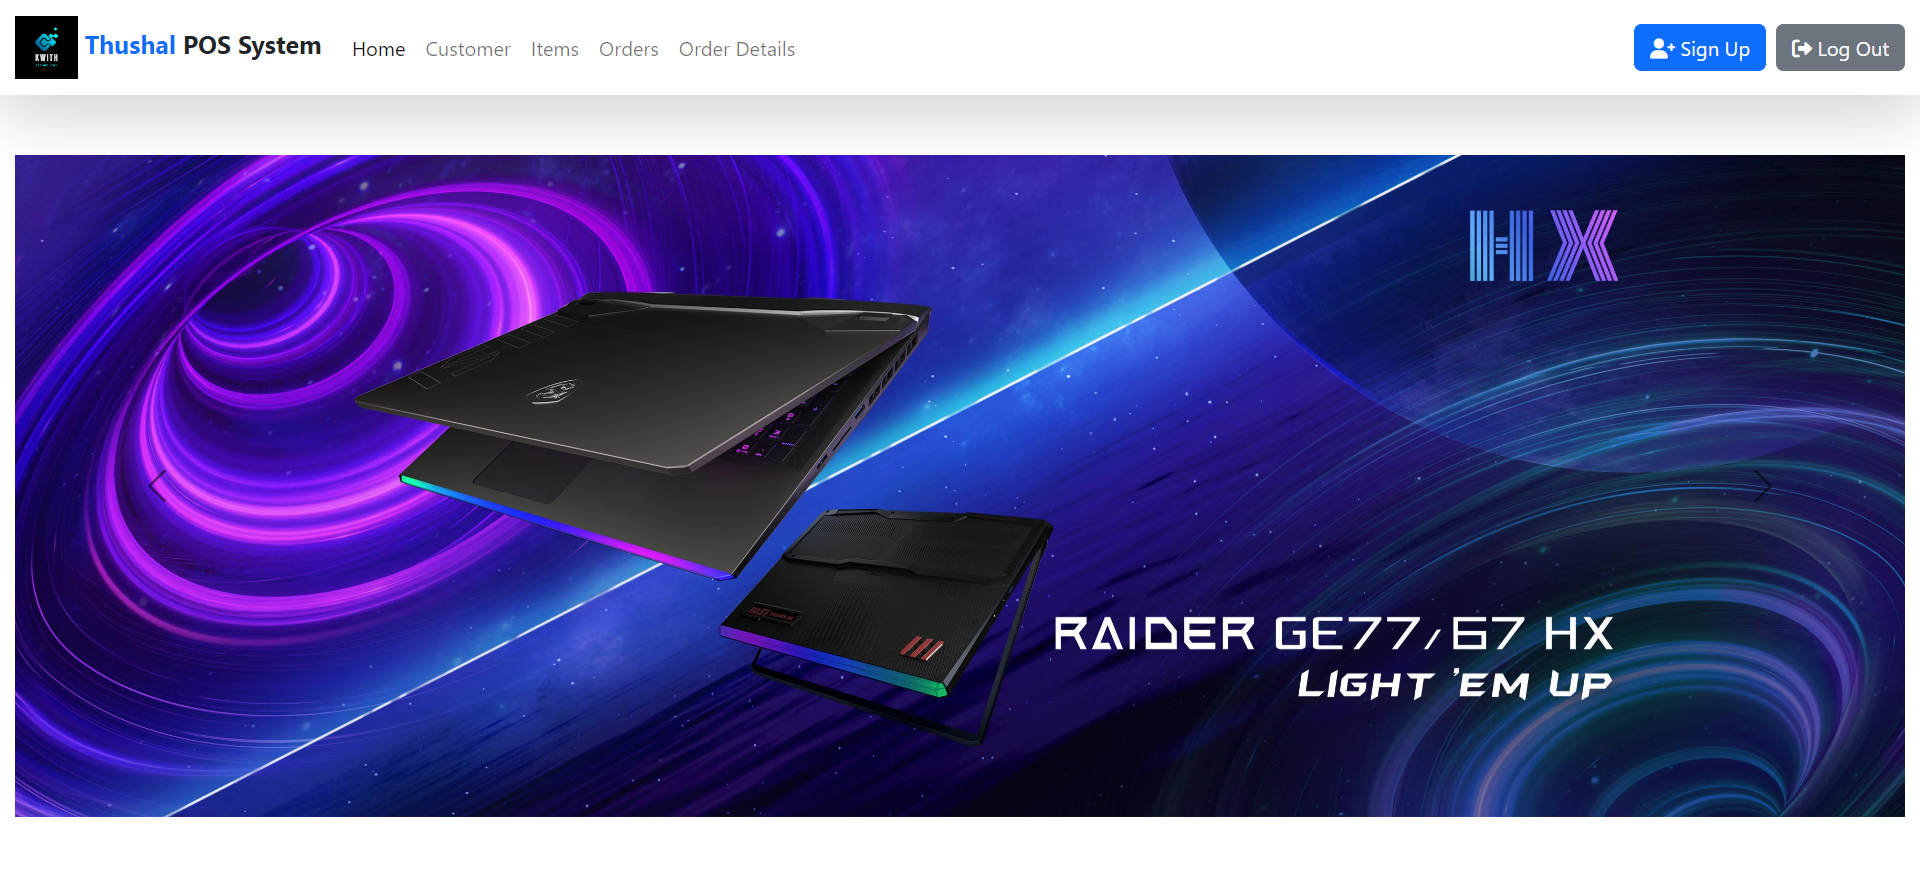 KWITH
Thushal POS System
Home
Customer
Items
Orders
Order Details
Sign Up
Log Out
HX
RAIDER GE77/67 HX
LIGHT 'EM UP